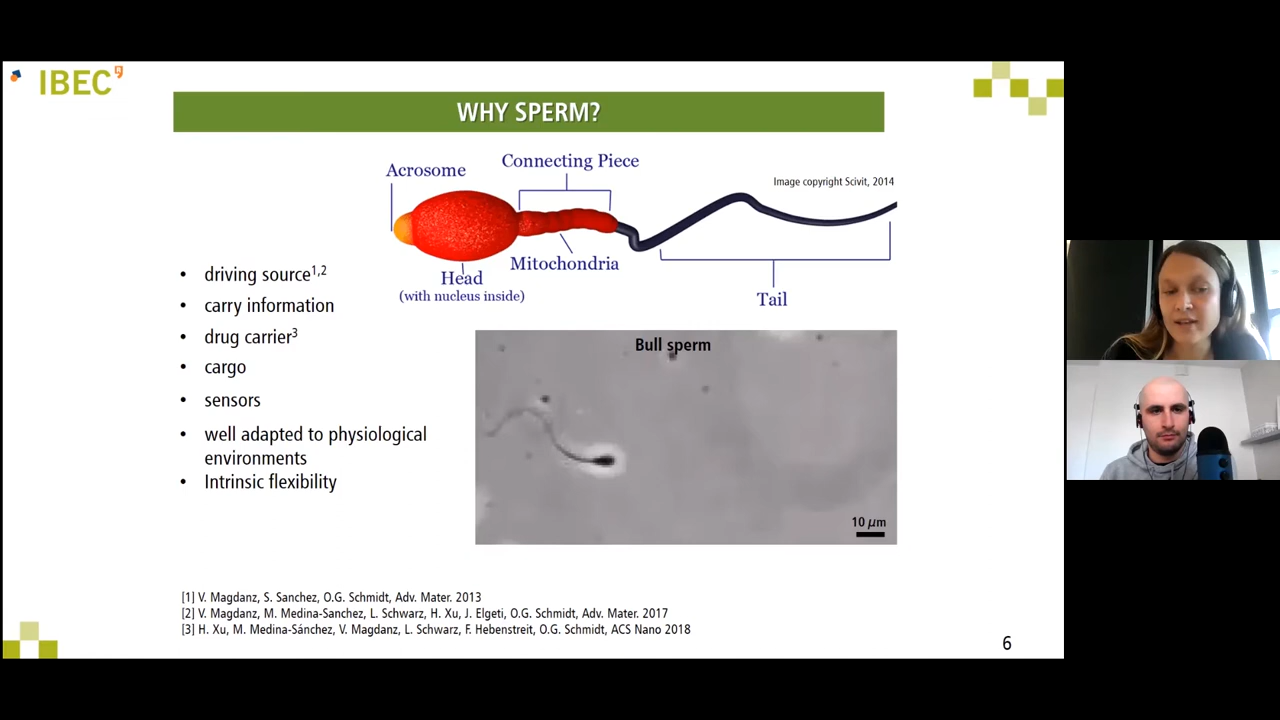 IBEC
WHY SPERM?
Acrosome
Connecting Piece
Image copyright Scivit, 2014
Mitochondria
Head
(with nucleus inside)
Tail
• driving source1,2
• carry information
• drug carrier3
• cargo
• sensors
• well adapted to physiological
environments
• Intrinsic flexibility
Bull sperm
10 µm
[1] V. Magdanz, S. Sanchez, O.G. Schmidt, Adv. Mater. 2013
[2] V. Magdanz, M. Medina-Sanchez, L. Schwarz, H. Xu, J. Elgeti, O.G. Schmidt, Adv. Mater. 2017
[3] H. Xu, M. Medina-Sánchez, V. Magdanz, L. Schwarz, F. Hebenstreit, O.G. Schmidt, ACS Nano 2018
6